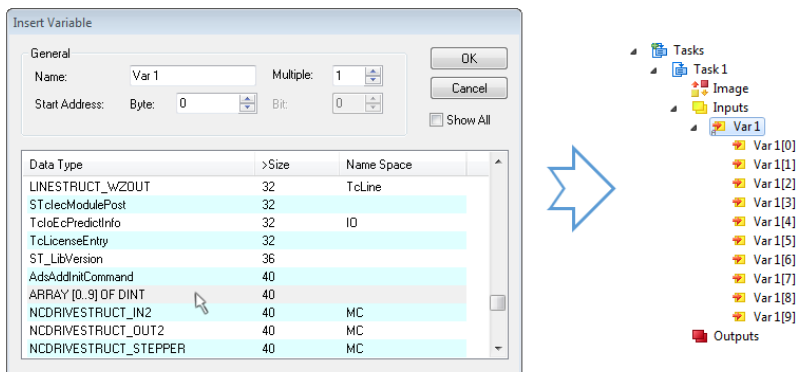 Insert Variable
General
Name: Var 1 Multiple: 1
Start Address: Byte: 0 Bit: 0
OK
Cancel
Show All
Data Type >Size Name Space
LINESTRUCT_WZOUT 32 TcLine
STcIecModulePost 32
TcIoEcPredictInfo 32 IO
TcLicenseEntry 32
ST_LibVersion 36
AdsAddInitCommand 40
ARRAY [0..9] OF DINT 40
NCDRIVESTRUCT_IN2 40 MC
NCDRIVESTRUCT_OUT2 40 MC
NCDRIVESTRUCT_STEPPER 40 MC
Tasks
Task 1
Image
Inputs
Var 1
Var 1[0]
Var 1[1]
Var 1[2]
Var 1[3]
Var 1[4]
Var 1[5]
Var 1[6]
Var 1[7]
Var 1[8]
Var 1[9]
Outputs